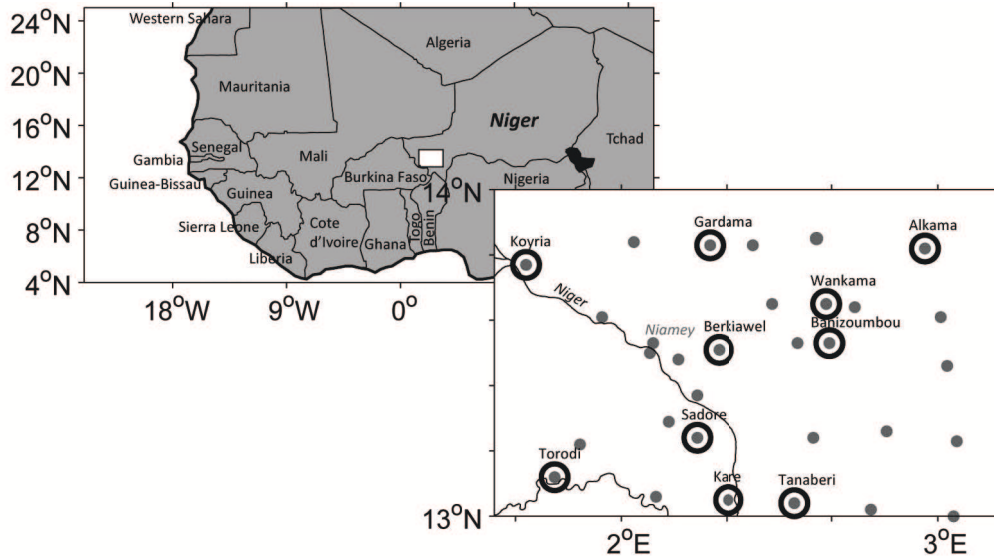 24°N
Western Sahara
Algeria
20°N
Mauritania
16°N
Niger
Tchad
Senegal
Mali
Gambia
12°N
Burkina Faso
Nigeria
Guinea-Bissau
Guinea
14°N
8°N
Sierra Leone
Cote
d'Ivoire
Ghana
Togo
Benin
Liberia
4°N
18°W
9°W
0°
Koyria
Gardama
Alkama
Niger
Wankama
Niamey
Berkiawel
Banizoumbou
Sadore
Torodi
Kare
Tanaberi
13°N
2°E
3°E